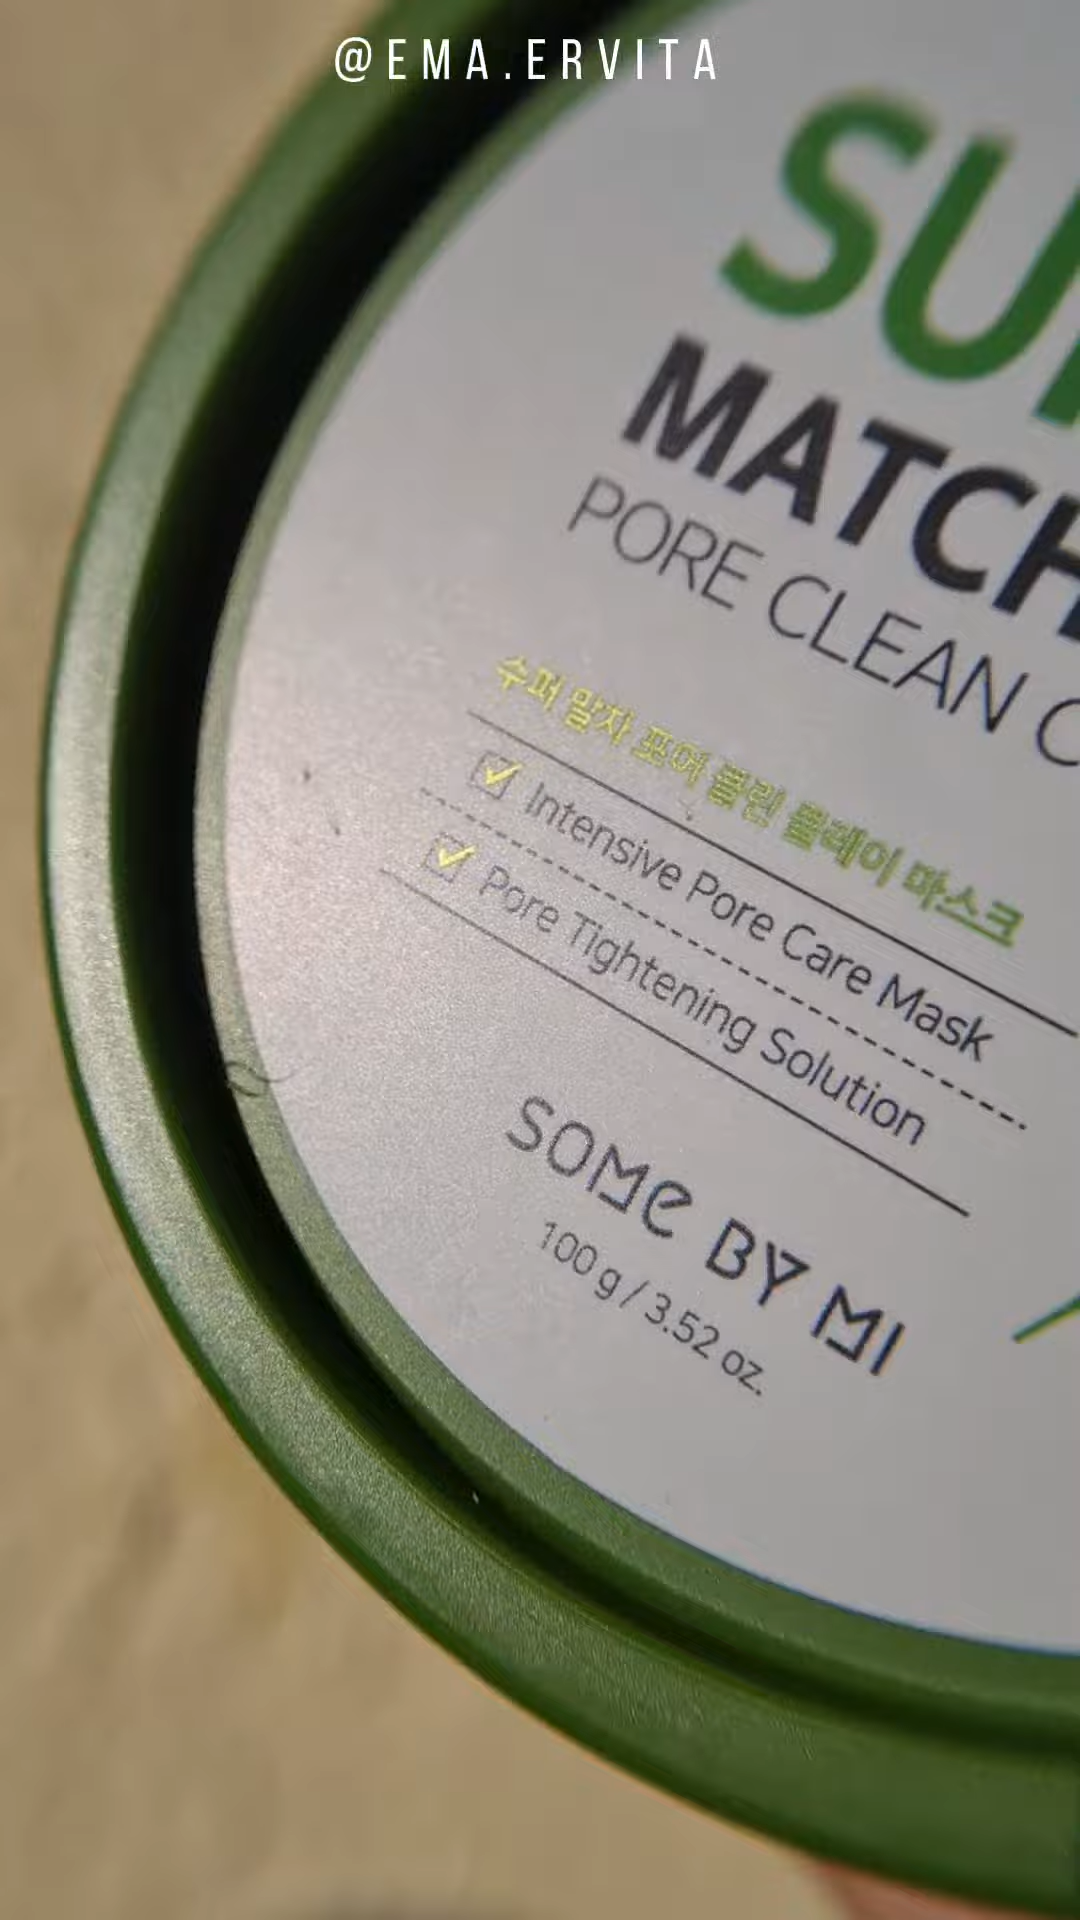 @EMA.ERVITA
SU
MATCH
PORE CLEAN C
수퍼 말차 포어 클린 클레이 마스크
Intensive Pore Care Mask
Pore Tightening Solution
SOME BY MI
100 g / 3.52 oz.